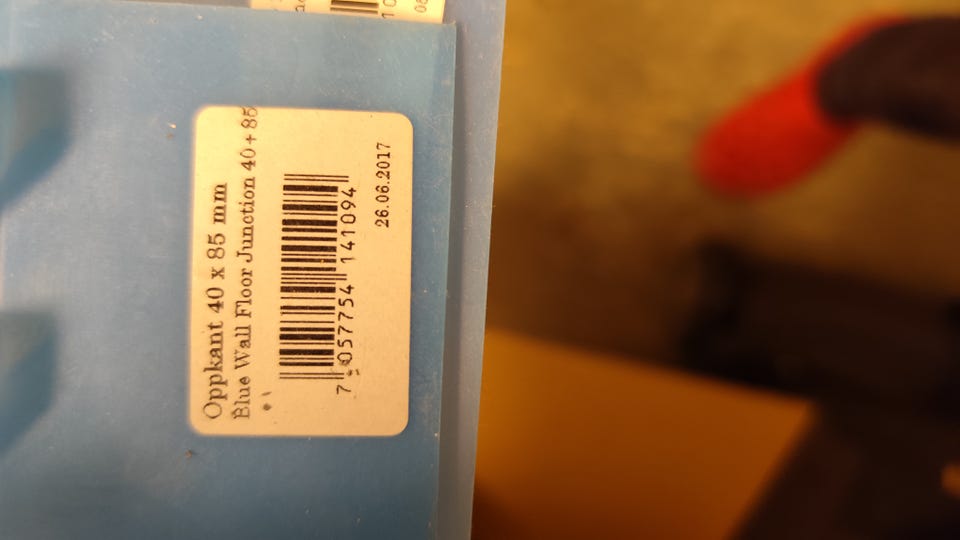 Oppkant 40 x 85 mm
Blue Wall Floor Junction 40+85
7 057754 141094
26.06.2017